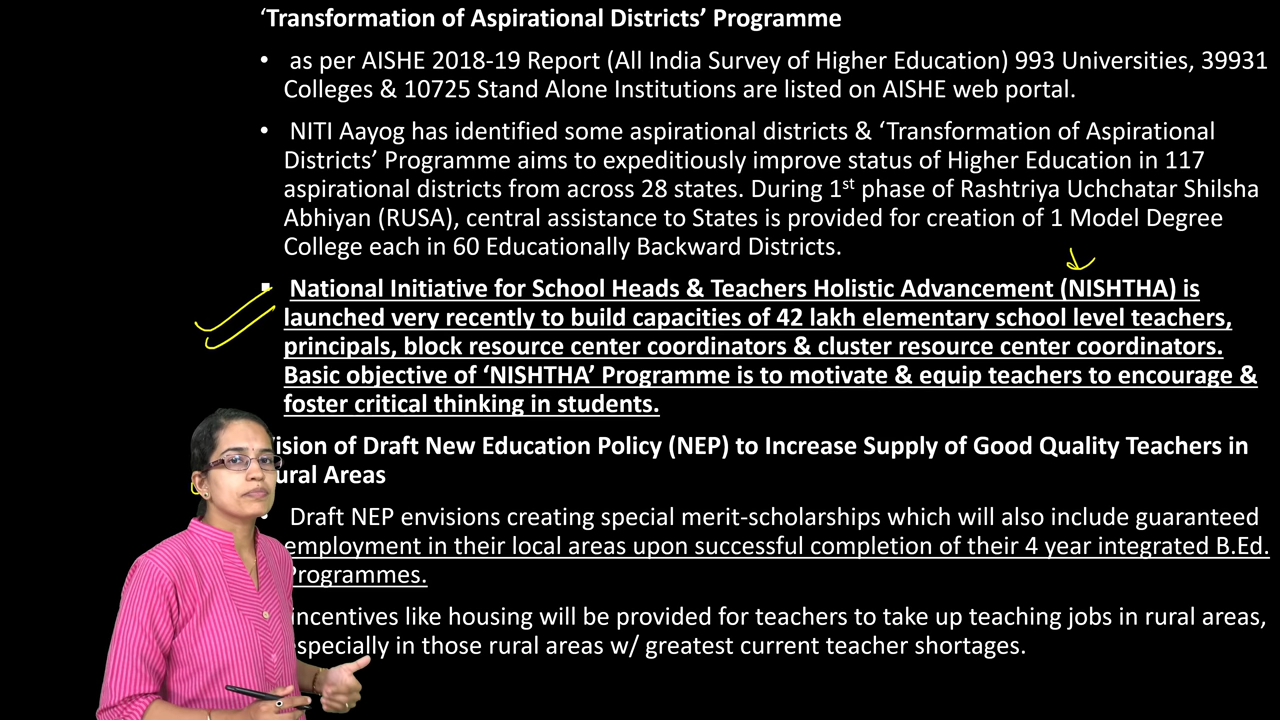 ‘Transformation of Aspirational Districts’ Programme
• as per AISHE 2018-19 Report (All India Survey of Higher Education) 993 Universities, 39931
Colleges & 10725 Stand Alone Institutions are listed on AISHE web portal.
• NITI Aayog has identified some aspirational districts & ‘Transformation of Aspirational
Districts’ Programme aims to expeditiously improve status of Higher Education in 117
aspirational districts from across 28 states. During 1st phase of Rashtriya Uchchatar Shilsha
Abhiyan (RUSA), central assistance to States is provided for creation of 1 Model Degree
College each in 60 Educationally Backward Districts.
▪ National Initiative for School Heads & Teachers Holistic Advancement (NISHTHA) is
launched very recently to build capacities of 42 lakh elementary school level teachers,
principals, block resource center coordinators & cluster resource center coordinators.
Basic objective of ‘NISHTHA’ Programme is to motivate & equip teachers to encourage &
foster critical thinking in students.
ision of Draft New Education Policy (NEP) to Increase Supply of Good Quality Teachers in
ural Areas
Draft NEP envisions creating special merit-scholarships which will also include guaranteed
employment in their local areas upon successful completion of their 4 year integrated B.Ed.
Programmes.
incentives like housing will be provided for teachers to take up teaching jobs in rural areas,
especially in those rural areas w/ greatest current teacher shortages.